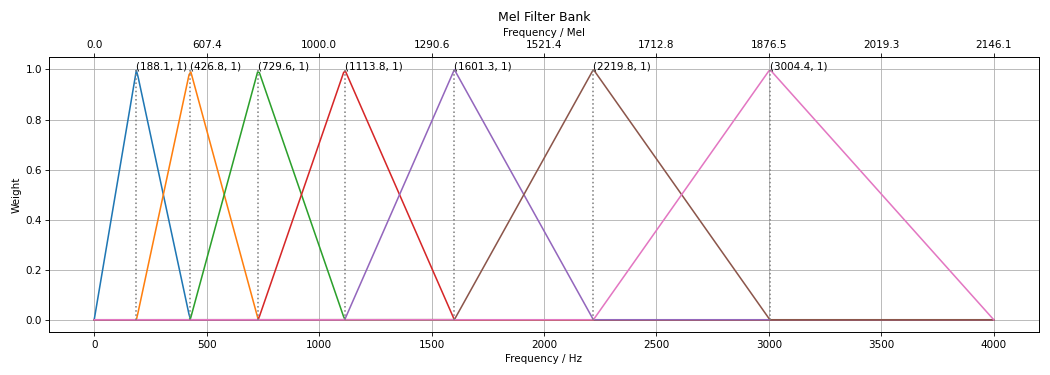 Mel Filter Bank
Frequency / Mel
0.0 607.4 1000.0 1290.6 1521.4 1712.8 1876.5 2019.3 2146.1
(188.1, 1) (426.8, 1) (729.6, 1) (1113.8, 1) (1601.3, 1) (2219.8, 1) (3004.4, 1)
1.0
0.8
0.6
Weight
0.4
0.2
0.0
0 500 1000 1500 2000 2500 3000 3500 4000
Frequency / Hz